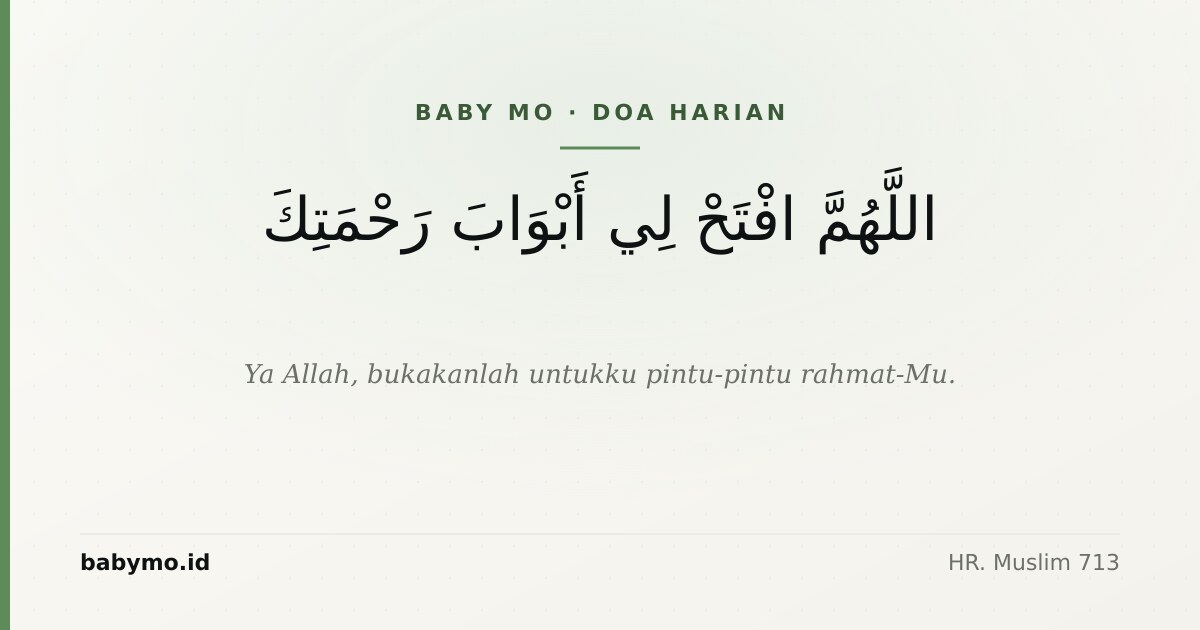 BABY MO · DOA HARIAN
اللَّهُمَّ افْتَحْ لِي أَبْوَابَ رَحْمَتِكَ
Ya Allah, bukakanlah untukku pintu-pintu rahmat-Mu.
babymo.id
HR. Muslim 713